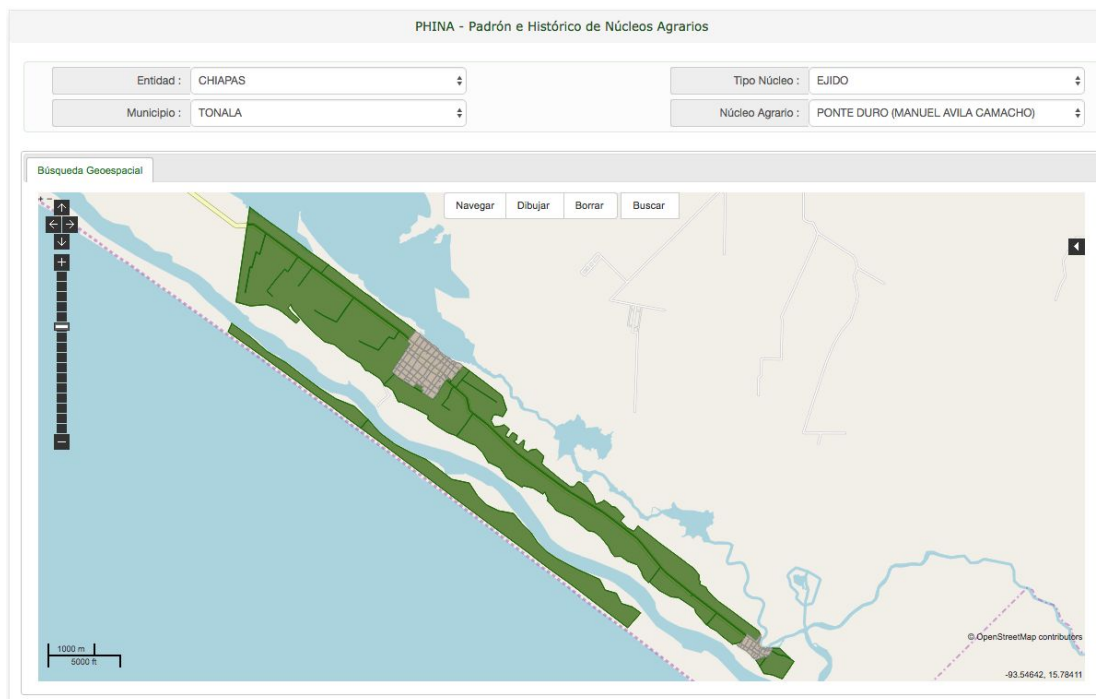 PHINA - Padrón e Histórico de Núcleos Agrarios
Entidad : CHIAPAS Tipo Núcleo : EJIDO
Municipio : TONALA Núcleo Agrario : PONTE DURO (MANUEL AVILA CAMACHO)
Búsqueda Geoespacial
Navegar Dibujar Borrar Buscar
1000 m
5000 ft
© OpenStreetMap contributors
-93.54642, 15.78411